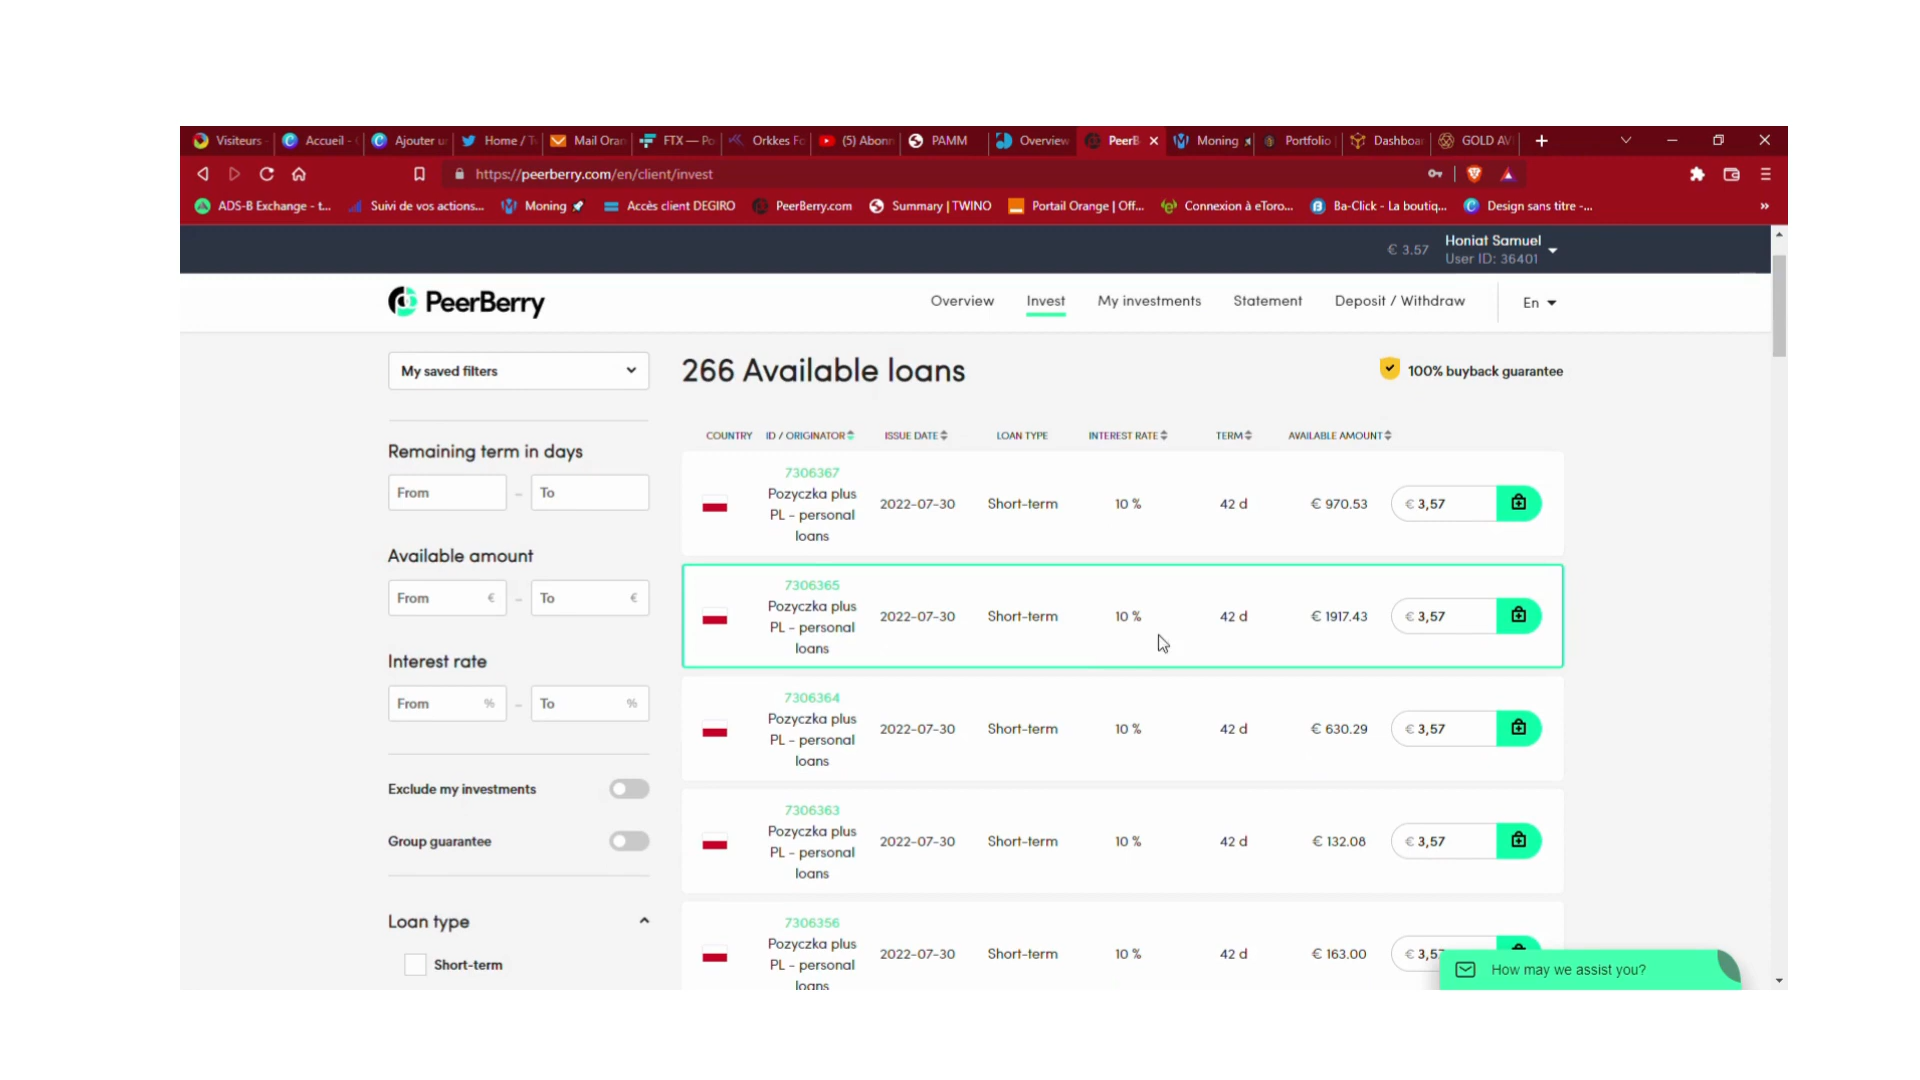 Visiteurs Accueil - Ajouter u Home / T Mail Oran FTX — Po Orkkes Fo (5) Abonn PAMM Overview PeerB Moning Portfolio Dashboa GOLD AV
https://peerberry.com/en/client/invest
ADS-B Exchange - t... Suivi de vos actions... Moning Accès client DEGIRO PeerBerry.com Summary | TWINO Portail Orange | Off... Connexion à eToro... Ba-Click - La boutiq... Design sans titre -... »
€ 3.57 Honiat Samuel
User ID: 36401
PeerBerry Overview Invest My investments Statement Deposit / Withdraw En
My saved filters
266 Available loans
100% buyback guarantee
COUNTRY ID / ORIGINATOR ISSUE DATE LOAN TYPE INTEREST RATE TERM AVAILABLE AMOUNT
Remaining term in days
From – To
Available amount
From € – To €
Interest rate
From % – To %
Exclude my investments
Group guarantee
Loan type
Short-term
7306367
Pozyczka plus
PL - personal
loans
2022-07-30 Short-term 10 % 42 d € 970.53 € 3,57
7306365
Pozyczka plus
PL - personal
loans
2022-07-30 Short-term 10 % 42 d € 1917.43 € 3,57
7306364
Pozyczka plus
PL - personal
loans
2022-07-30 Short-term 10 % 42 d € 630.29 € 3,57
7306363
Pozyczka plus
PL - personal
loans
2022-07-30 Short-term 10 % 42 d € 132.08 € 3,57
7306356
Pozyczka plus
PL - personal
loans
2022-07-30 Short-term 10 % 42 d € 163.00 € 3,5
How may we assist you?